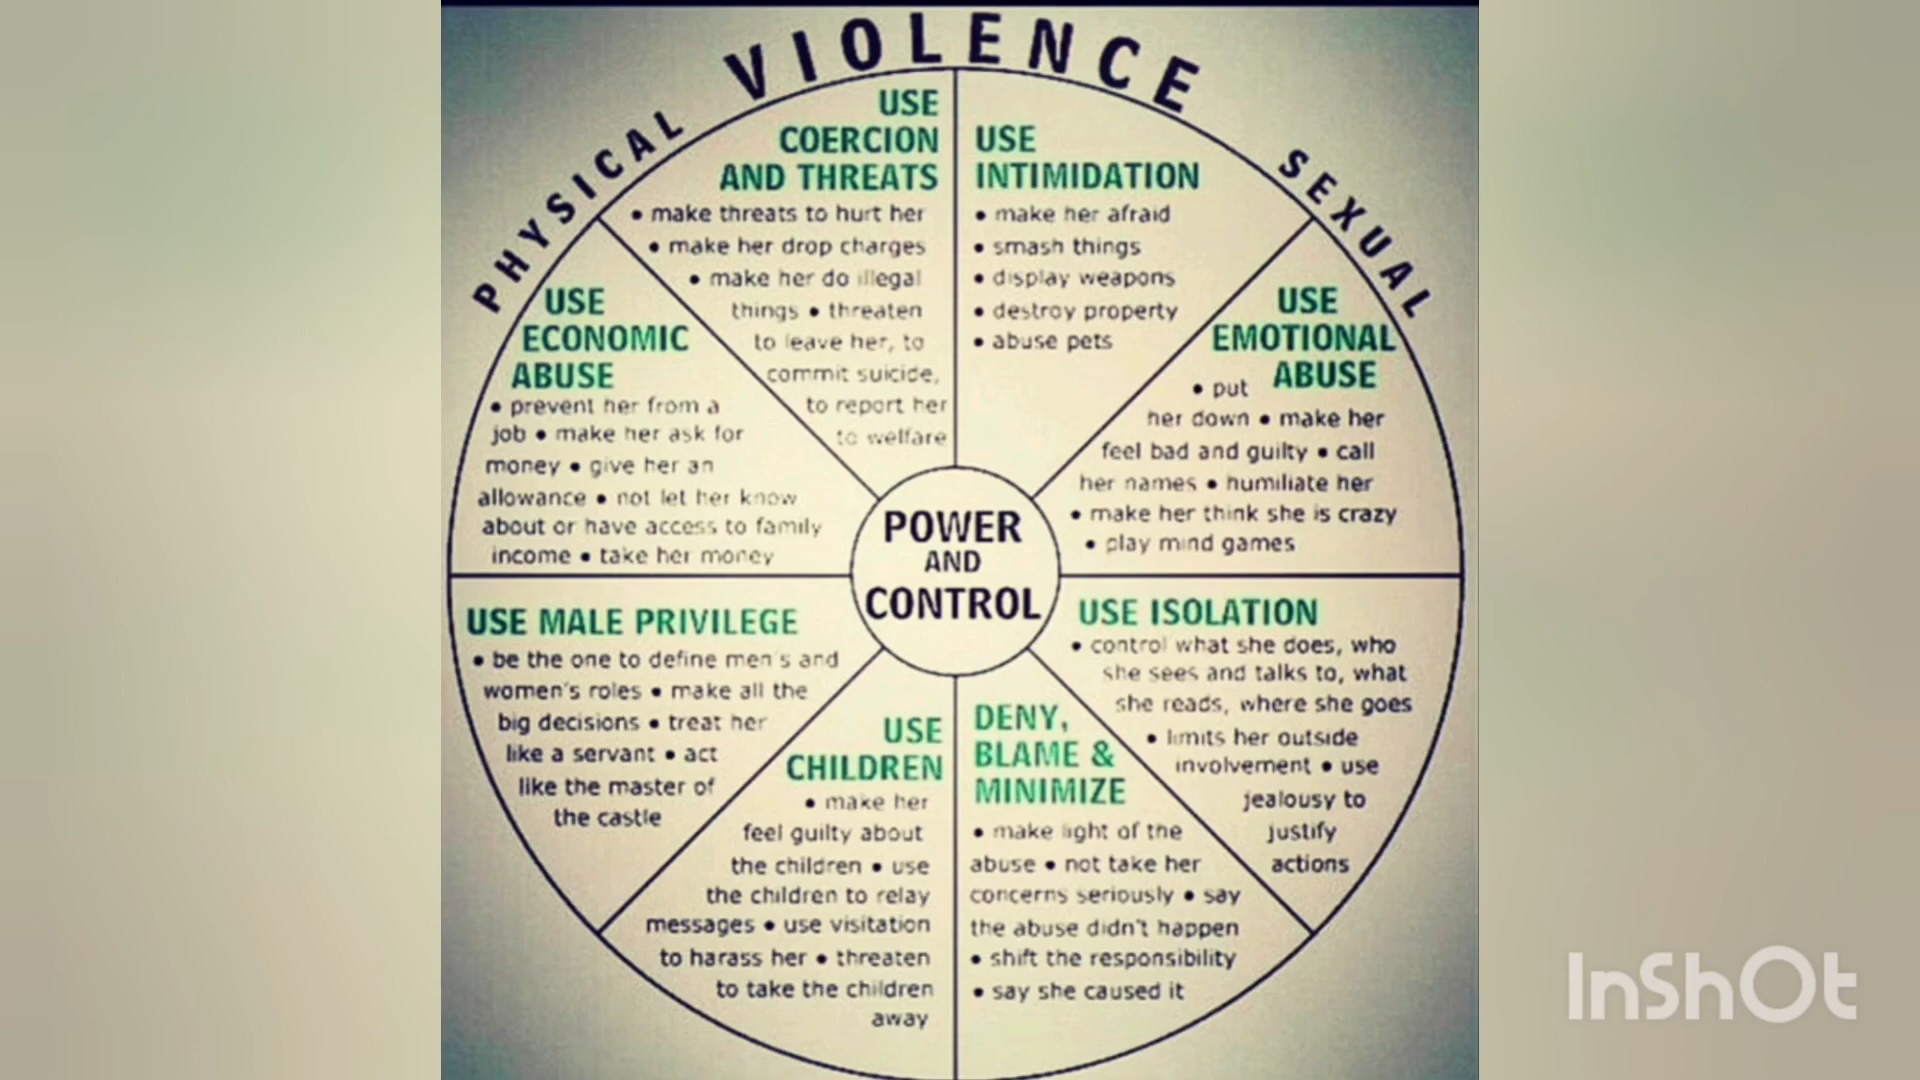 VIOLENCE
PHYSICAL
SEXUAL
USE
COERCION
AND THREATS
• make threats to hurt her
• make her drop charges
• make her do illegal
things • threaten
to leave her, to
commit suicide,
to report her
to welfare
USE
INTIMIDATION
• make her afraid
• smash things
• display weapons
• destroy property
• abuse pets
USE
EMOTIONAL
ABUSE
• put
her down • make her
feel bad and guilty • call
her names • humiliate her
• make her think she is crazy
• play mind games
USE ISOLATION
• control what she does, who
she sees and talks to, what
she reads, where she goes
• limits her outside
involvement • use
jealousy to
justify
actions
DENY,
BLAME &
MINIMIZE
• make light of the
abuse • not take her
concerns seriously • say
the abuse didn't happen
• shift the responsibility
• say she caused it
USE
CHILDREN
• make her
feel guilty about
the children • use
the children to relay
messages • use visitation
to harass her • threaten
to take the children
away
USE MALE PRIVILEGE
• be the one to define men's and
women's roles • make all the
big decisions • treat her
like a servant • act
like the master of
the castle
USE
ECONOMIC
ABUSE
• prevent her from a
job • make her ask for
money • give her an
allowance • not let her know
about or have access to family
income • take her money
POWER
AND
CONTROL
InShOt